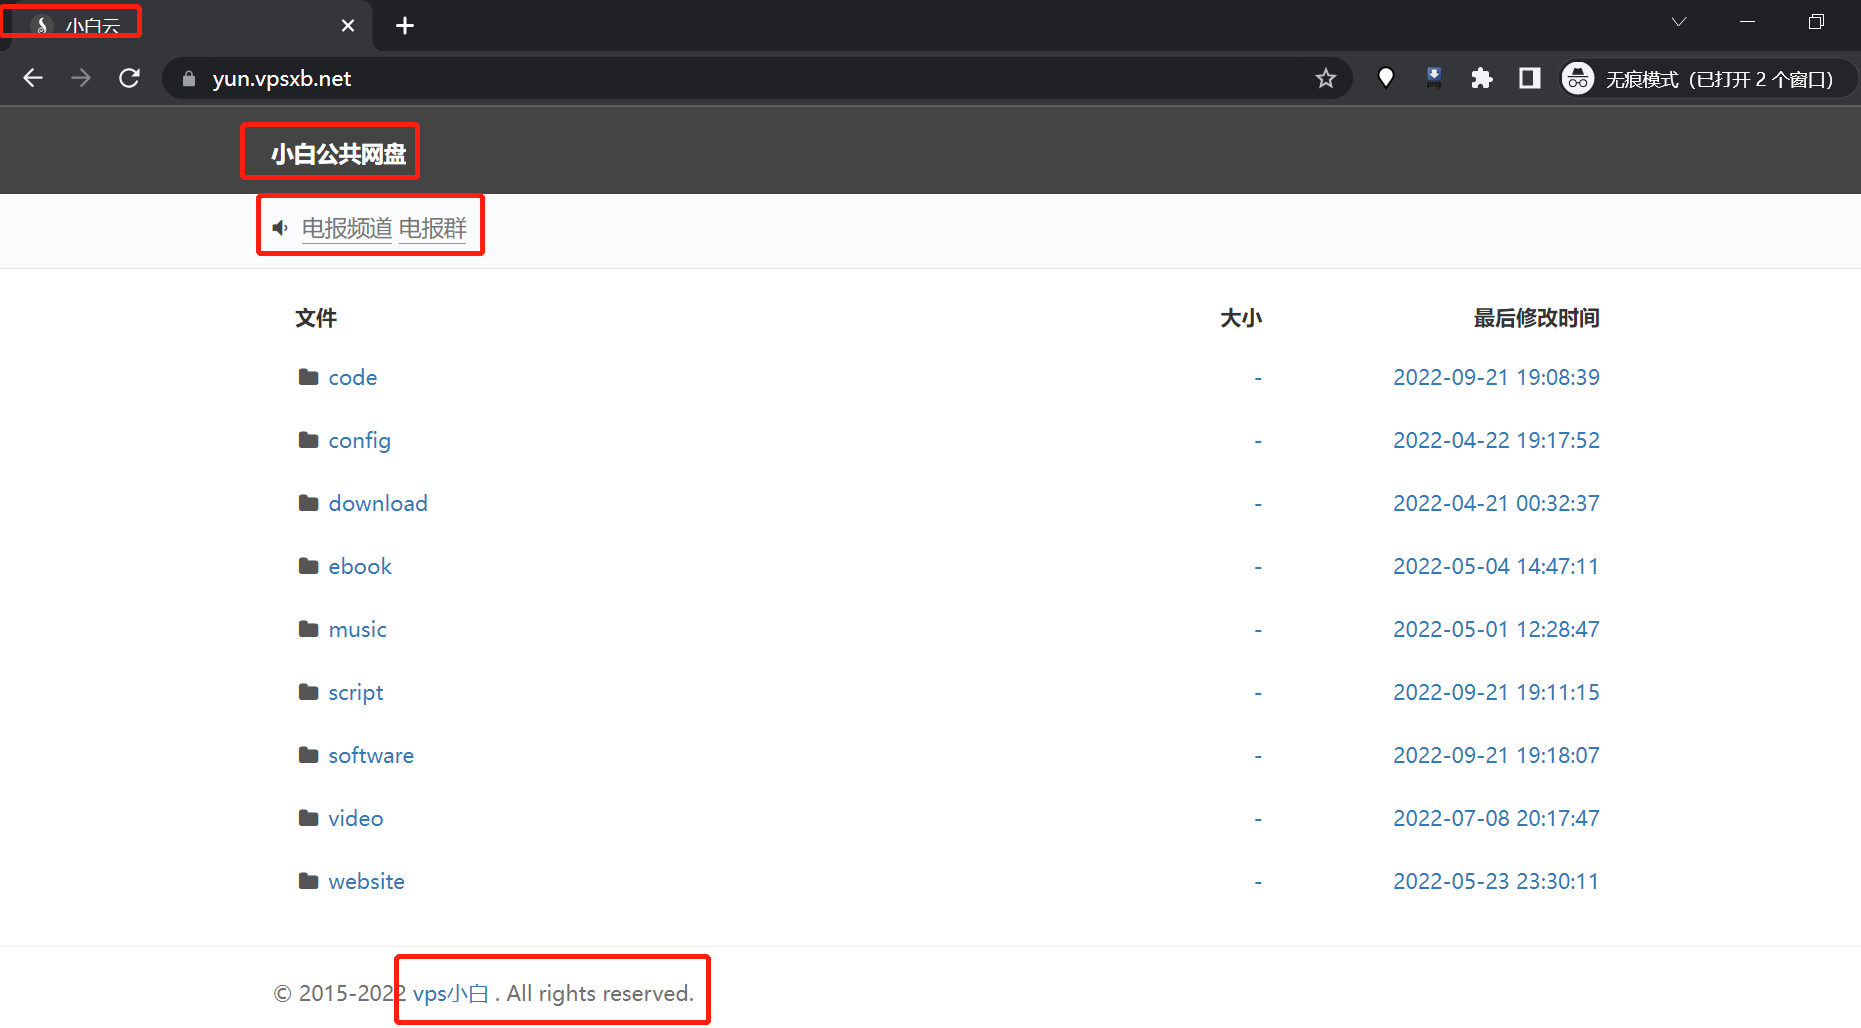 小白云
yun.vpsxb.net 无痕模式（已打开 2 个窗口）
小白公共网盘
电报频道 电报群
文件 大小 最后修改时间
code - 2022-09-21 19:08:39
config - 2022-04-22 19:17:52
download - 2022-04-21 00:32:37
ebook - 2022-05-04 14:47:11
music - 2022-05-01 12:28:47
script - 2022-09-21 19:11:15
software - 2022-09-21 19:18:07
video - 2022-07-08 20:17:47
website - 2022-05-23 23:30:11
© 2015-2022 vps小白 . All rights reserved.